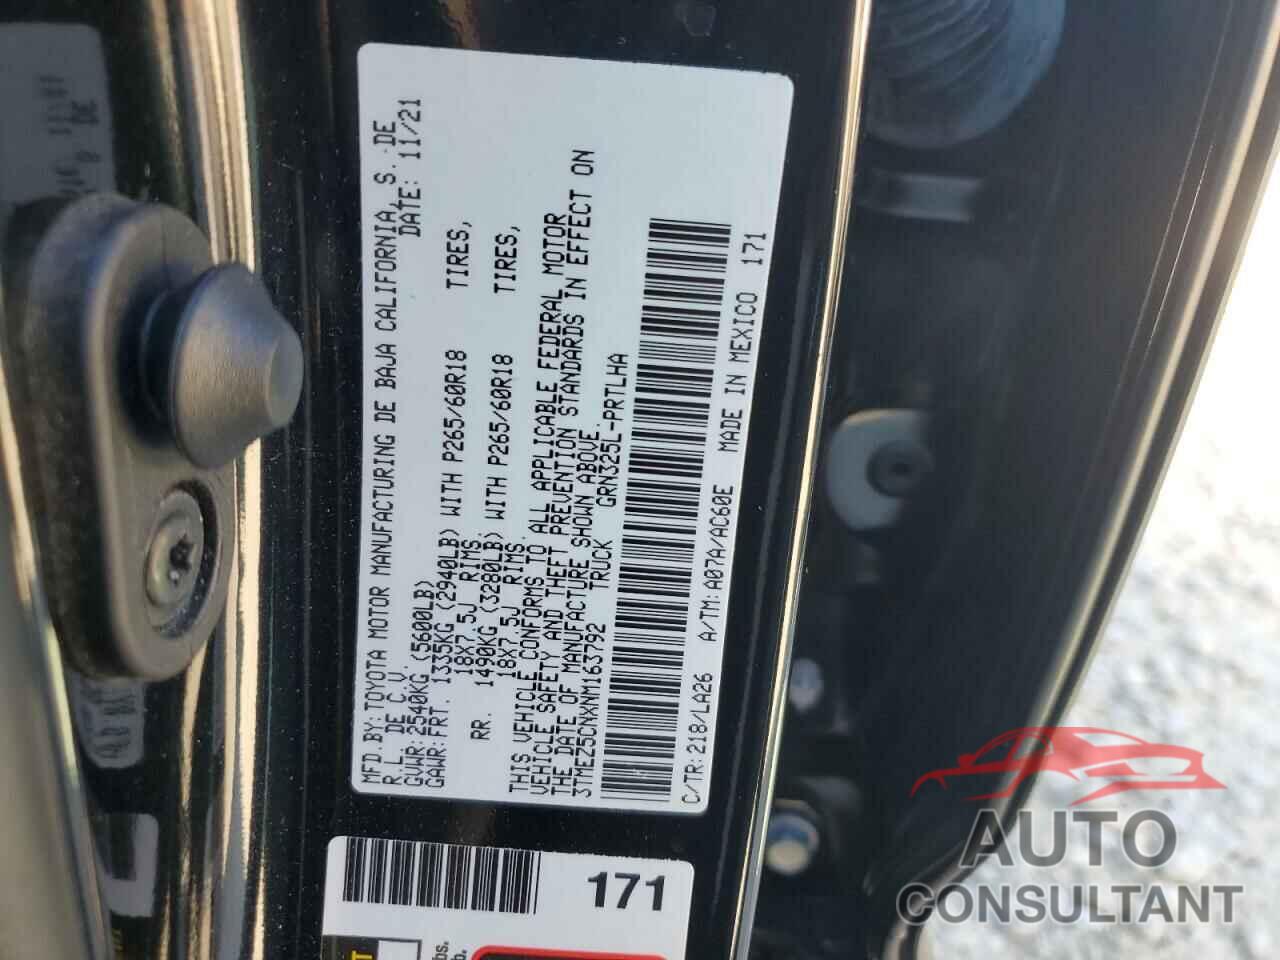 MFD.BY:TOYOTA MOTOR MANUFACTURING DE BAJA CALIFORNIA, S. DE
R.L. DE C.V. DATE: 11/21
GVWR:2540KG(5600LB)
GAWR:FRT. 1335KG (2940LB) WITH P265/60R18 TIRES,
18X7.5J RIMS.
RR. 1490KG (3280LB) WITH P265/60R18 TIRES,
18X7.5J RIMS.
THIS VEHICLE CONFORMS TO ALL APPLICABLE FEDERAL MOTOR
VEHICLE SAFETY AND THEFT PREVENTION STANDARDS IN EFFECT ON
THE DATE OF MANUFACTURE SHOWN ABOVE.
3TMEZ5CNXNM163792 TRUCK GRN325L-PRTLHA
C/TR:218/LA26 A/TM:A07A/AC60E MADE IN MEXICO 171
171
AUTO
CONSULTANT